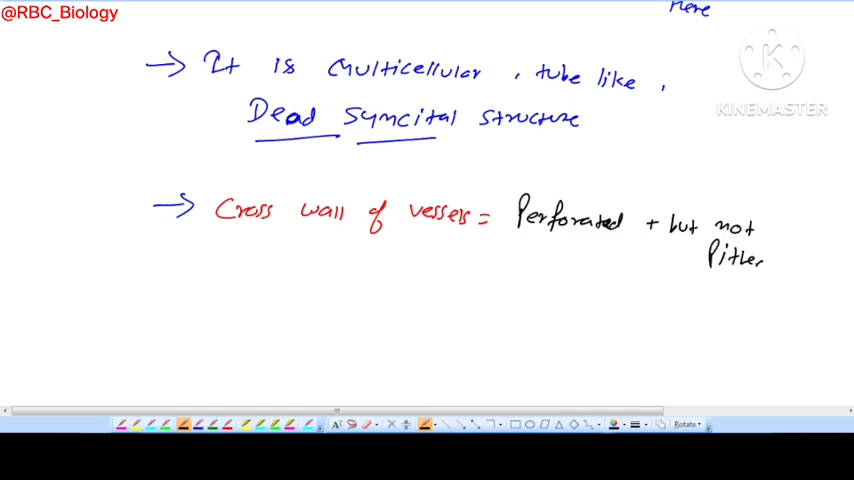 @RBC_Biology
Here
K
KINEMASTER
→ It is multicellular, tube like,
Dead Syncital structure
→ Cross wall of vessels = Perforated + but not
Rotate